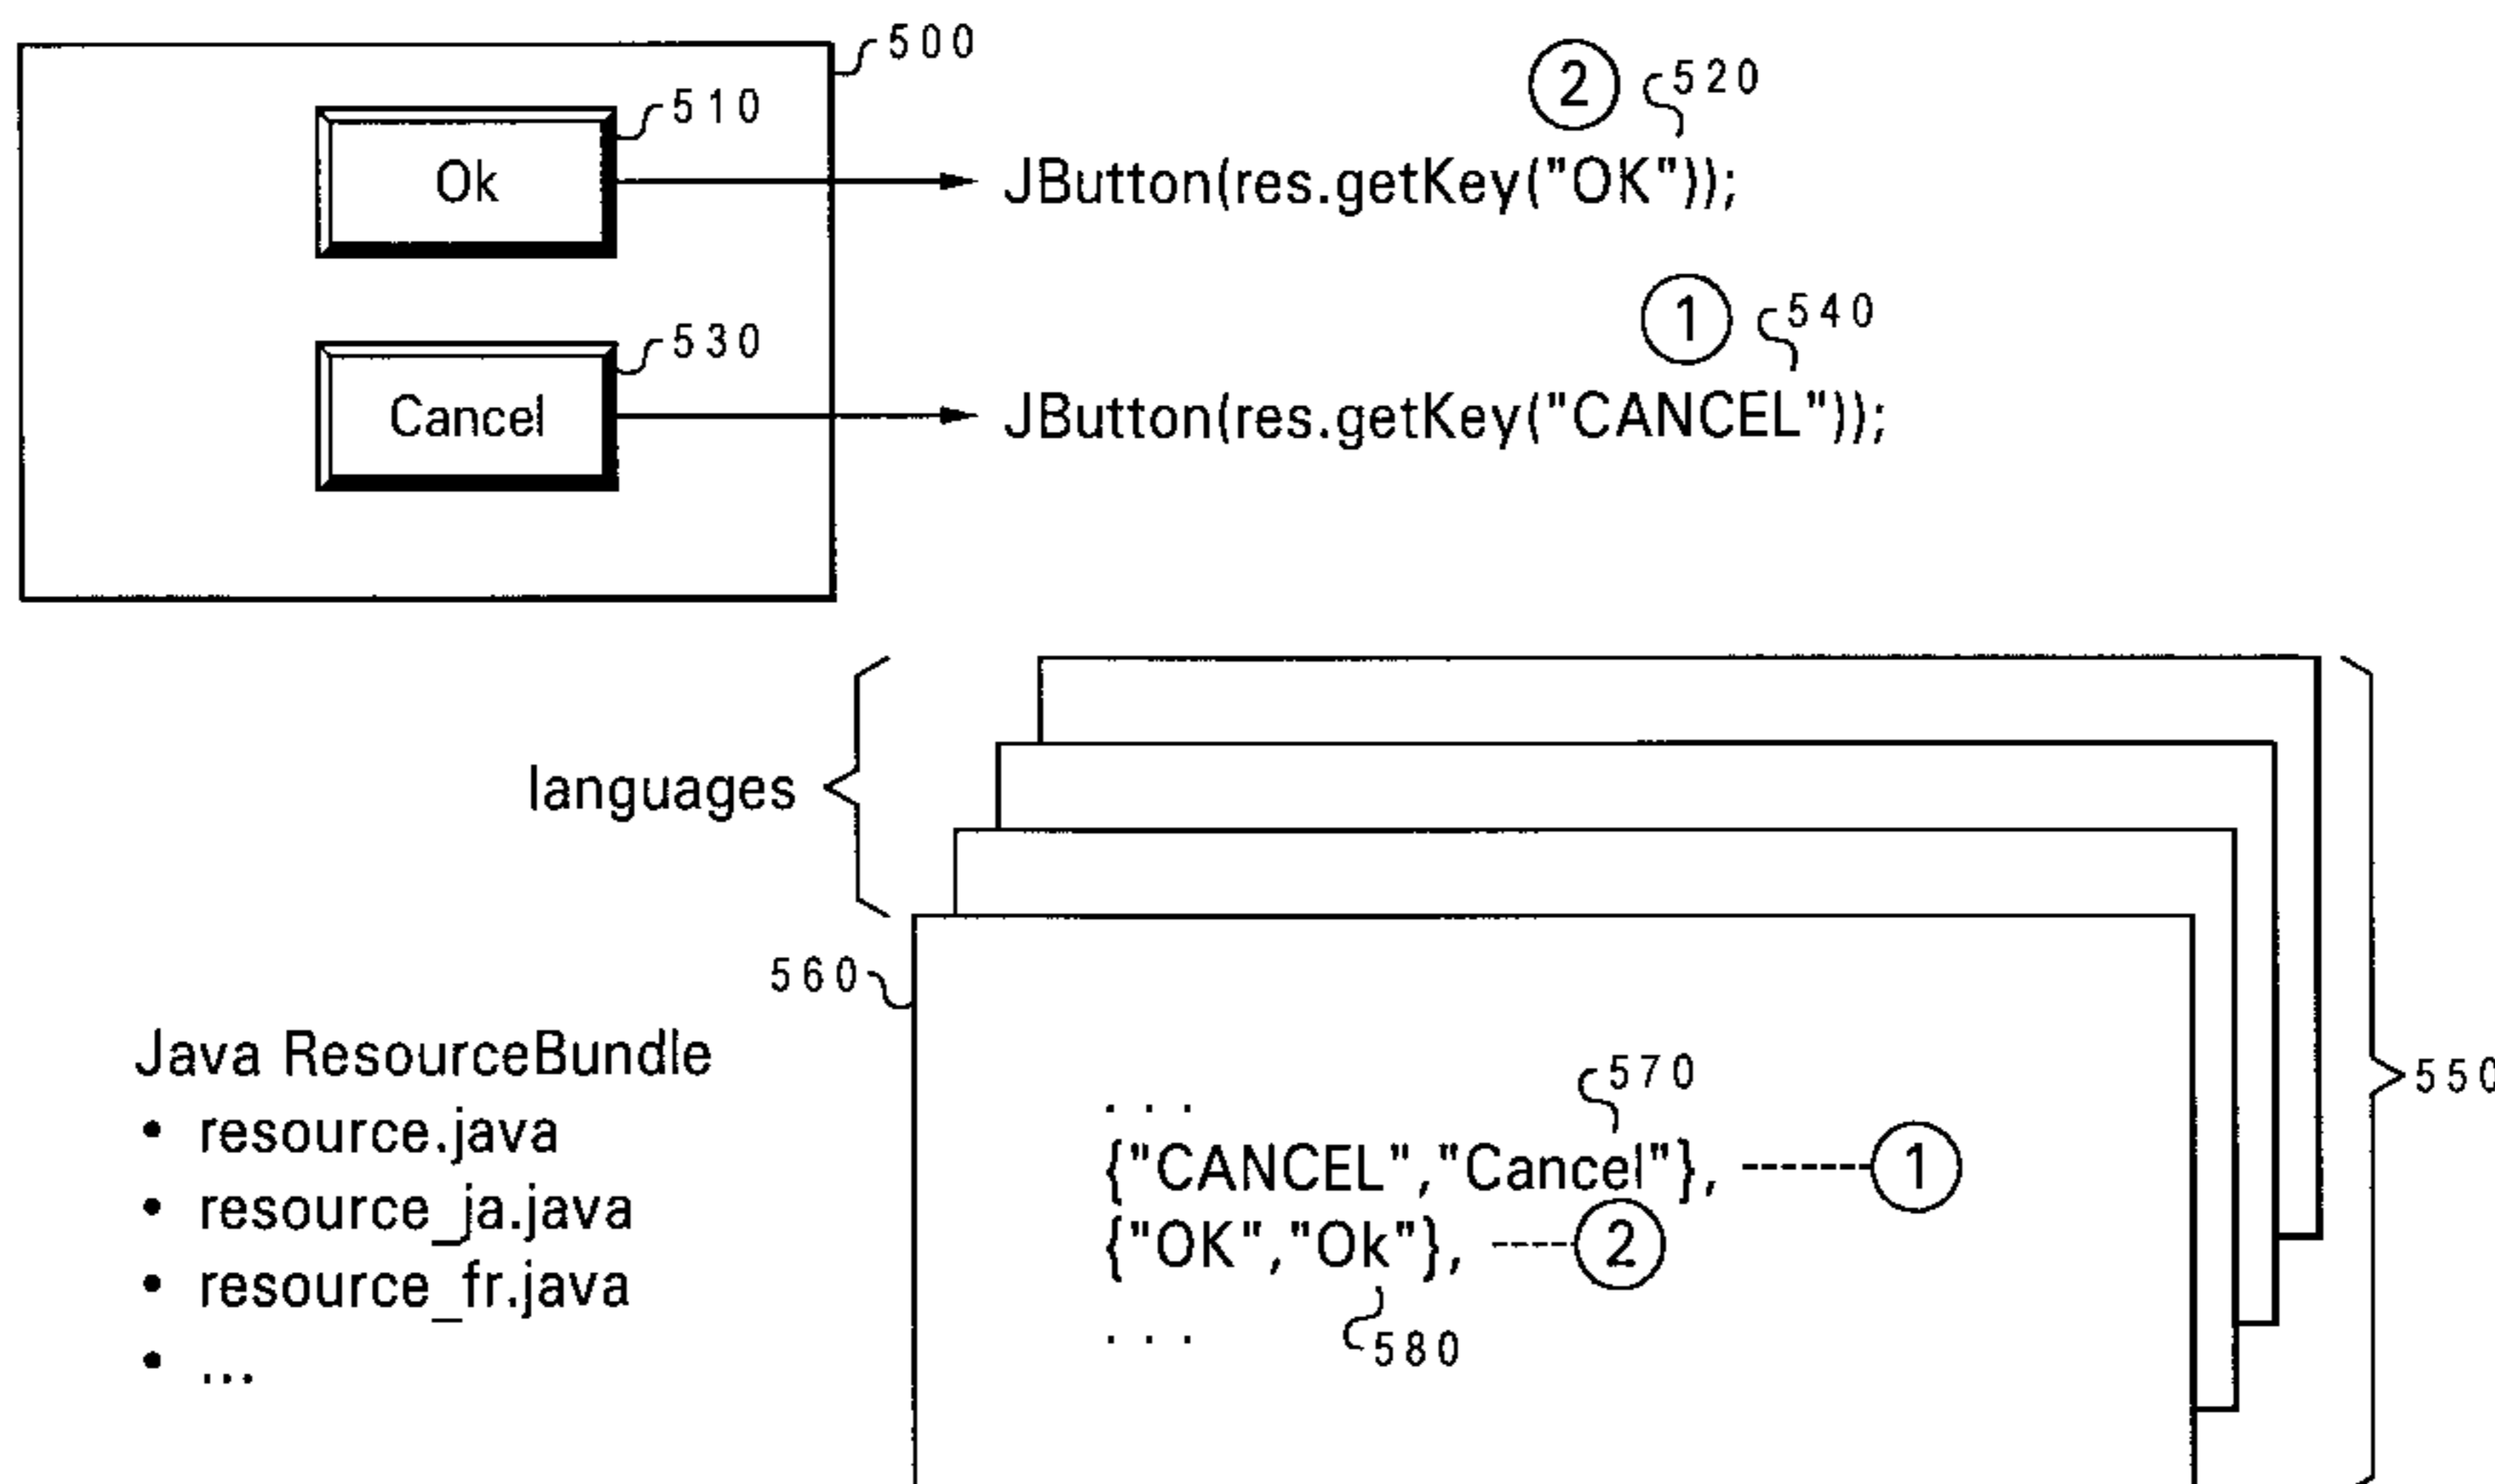 500
510
Ok
② 520
JButton(res.getKey("OK"));
530
Cancel
① 540
JButton(res.getKey("CANCEL"));
languages
550
560
Java ResourceBundle
• resource.java
• resource_ja.java
• resource_fr.java
• ...
570
. . .
{"CANCEL","Cancel"}, ------①
{"OK","Ok"}, ----②
. . .
580